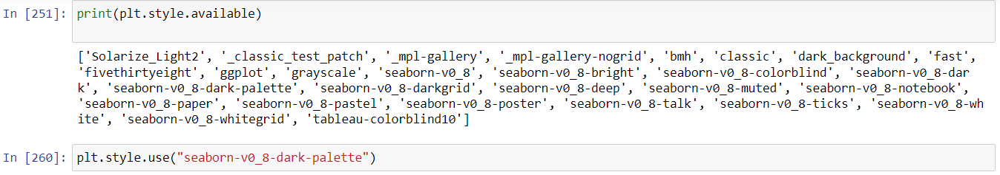 In [251]: print(plt.style.available)
['Solarize_Light2', '_classic_test_patch', '_mpl-gallery', '_mpl-gallery-nogrid', 'bmh', 'classic', 'dark_background', 'fast',
'fivethirtyeight', 'ggplot', 'grayscale', 'seaborn-v0_8', 'seaborn-v0_8-bright', 'seaborn-v0_8-colorblind', 'seaborn-v0_8-dar
k', 'seaborn-v0_8-dark-palette', 'seaborn-v0_8-darkgrid', 'seaborn-v0_8-deep', 'seaborn-v0_8-muted', 'seaborn-v0_8-notebook',
'seaborn-v0_8-paper', 'seaborn-v0_8-pastel', 'seaborn-v0_8-poster', 'seaborn-v0_8-talk', 'seaborn-v0_8-ticks', 'seaborn-v0_8-wh
ite', 'seaborn-v0_8-whitegrid', 'tableau-colorblind10']
In [260]: plt.style.use("seaborn-v0_8-dark-palette")